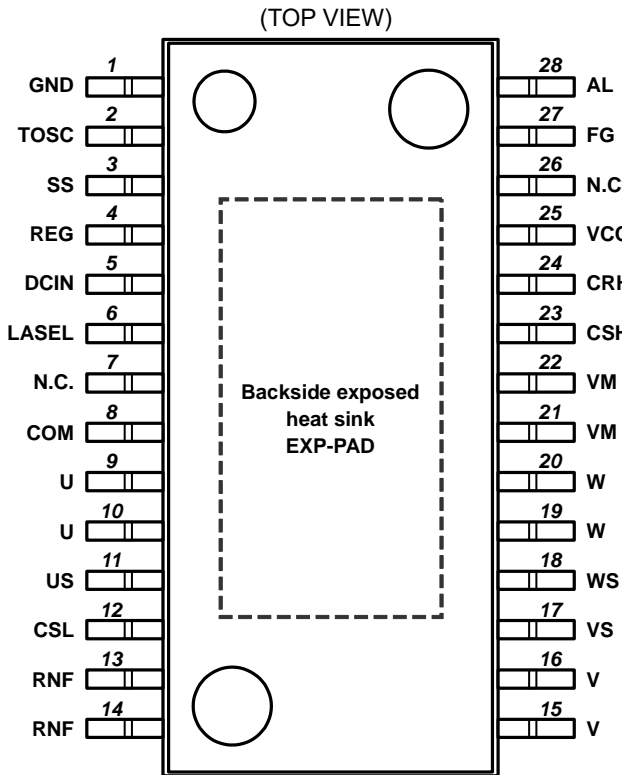 (TOP VIEW)
1
GND
2
TOSC
3
SS
4
REG
5
DCIN
6
LASEL
7
N.C.
8
COM
9
U
10
U
11
US
12
CSL
13
RNF
14
RNF
Backside exposed
heat sink
EXP-PAD
28
AL
27
FG
26
N.C
25
VCC
24
CRH
23
CSH
22
VM
21
VM
20
W
19
W
18
WS
17
VS
16
V
15
V